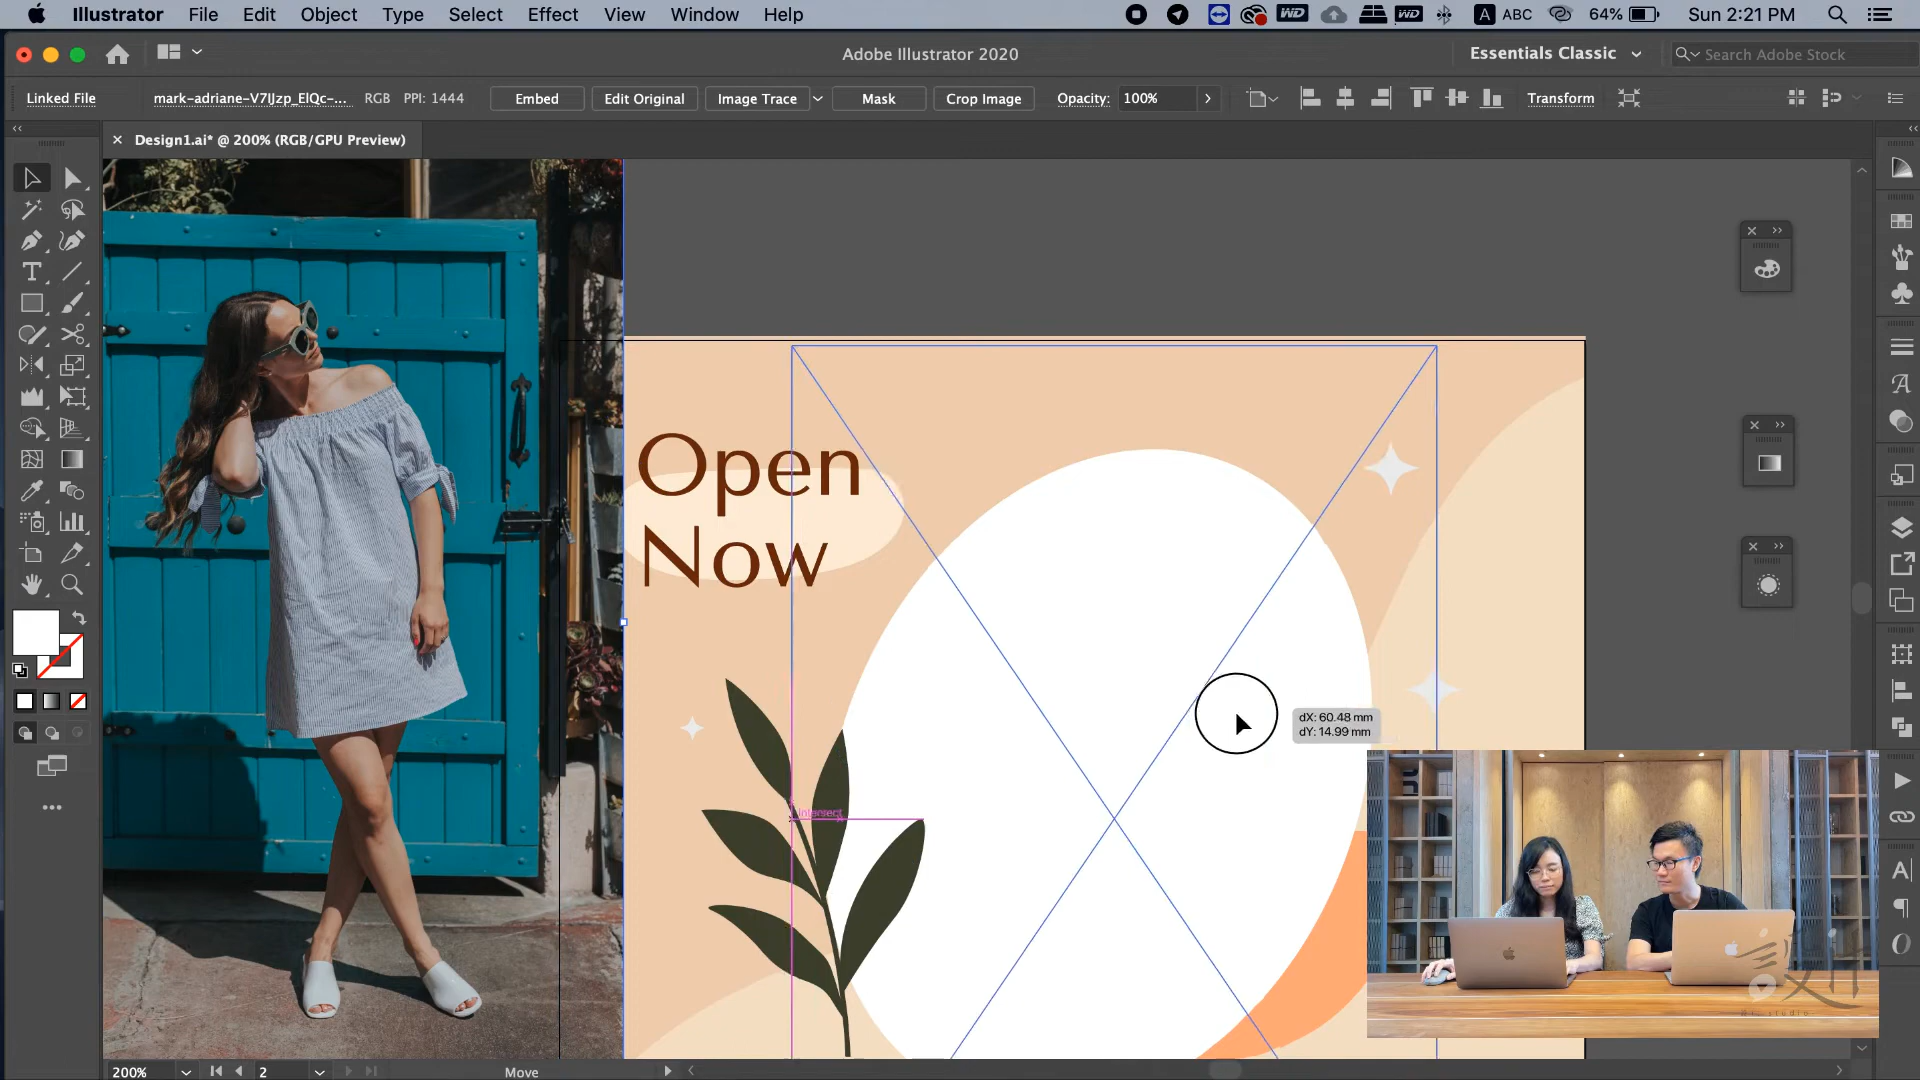 Illustrator File Edit Object Type Select Effect View Window Help
WD WD A ABC 64% Sun 2:21 PM
Adobe Illustrator 2020
Essentials Classic
Search Adobe Stock
Linked File mark-adriane-V7lJzp_ElQc-... RGB PPI: 1444 Embed Edit Original Image Trace Mask Crop Image Opacity: 100% Transform
Design1.ai* @ 200% (RGB/GPU Preview)
Open
Now
dX: 60.48 mm
dY: 14.99 mm
intersect
200% 2 Move